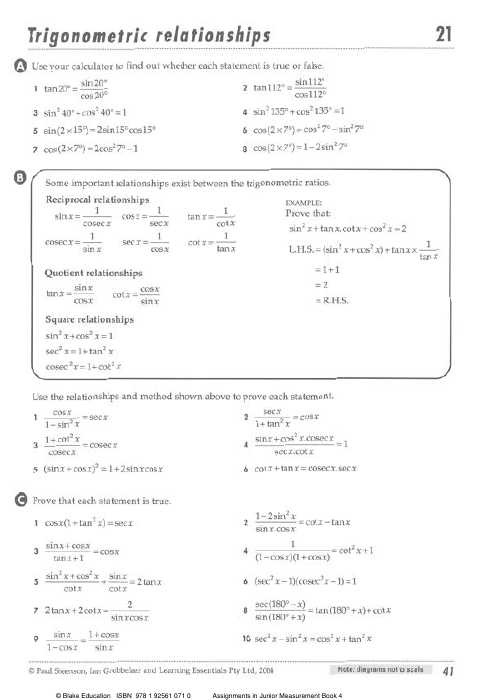 Trigonometric relationships 21
A Use your calculator to find out whether each statement is true or false.
1 tan 20° = sin 20° / cos 20°
2 tan 112° = sin 112° / cos 112°
3 sin² 40° + cos² 40° = 1
4 sin² 135° + cos² 135° = 1
5 sin(2×15°) = 2sin15°cos15°
6 cos(2×7°) = cos² 7° − sin² 7°
7 cos(2×7°) = 2cos² 7° − 1
8 cos(2×7°) = 1 − 2sin² 7°
B
Some important relationships exist between the trigonometric ratios.
Reciprocal relationships
sin x = 1 / cosec x cos x = 1 / sec x tan x = 1 / cot x
cosec x = 1 / sin x sec x = 1 / cos x cot x = 1 / tan x
Quotient relationships
tan x = sin x / cos x cot x = cos x / sin x
Square relationships
sin² x + cos² x = 1
sec² x = 1 + tan² x
cosec² x = 1 + cot² x
EXAMPLE:
Prove that:
sin² x + tan x.cot x + cos² x = 2
L.H.S. = (sin² x + cos² x) + tan x × 1 / tan x
= 1 + 1
= 2
= R.H.S.
Use the relationships and method shown above to prove each statement.
1 cos x / 1 − sin² x = sec x
2 sec x / 1 + tan² x = cos x
3 1 + cot² x / cosec x = cosec x
4 sin x + cos² x.cosec x / sec x.cot x = 1
5 (sin x + cos x)² = 1 + 2sin x cos x
6 cot x + tan x = cosec x.sec x
C Prove that each statement is true.
1 cos x(1 + tan² x) = sec x
2 1 − 2sin² x / sin x.cos x = cot x − tan x
3 sin x + cos x / tan x + 1 = cos x
4 1 / (1 − cos x)(1 + cos x) = cot² x + 1
5 sin² x + cos² x / cot x + sin x / cot x = 2 tan x
6 (sec² x − 1)(cosec² x − 1) = 1
7 2tan x + 2cot x = 2 / sin x cos x
8 sec(180° − x) / sin(180° + x) = tan(180° + x) + cot x
9 sin x / 1 − cos x = 1 + cos x / sin x
10 sec² x − sin² x = cos² x + tan² x
© Paul Steenson, Jan Grobbelaar and Learning Essentials Pty Ltd, 2004 Note: diagrams not to scale 41
© Blake Education ISBN 978 1 92561 071 0 Assignments in Junior Measurement Book 4